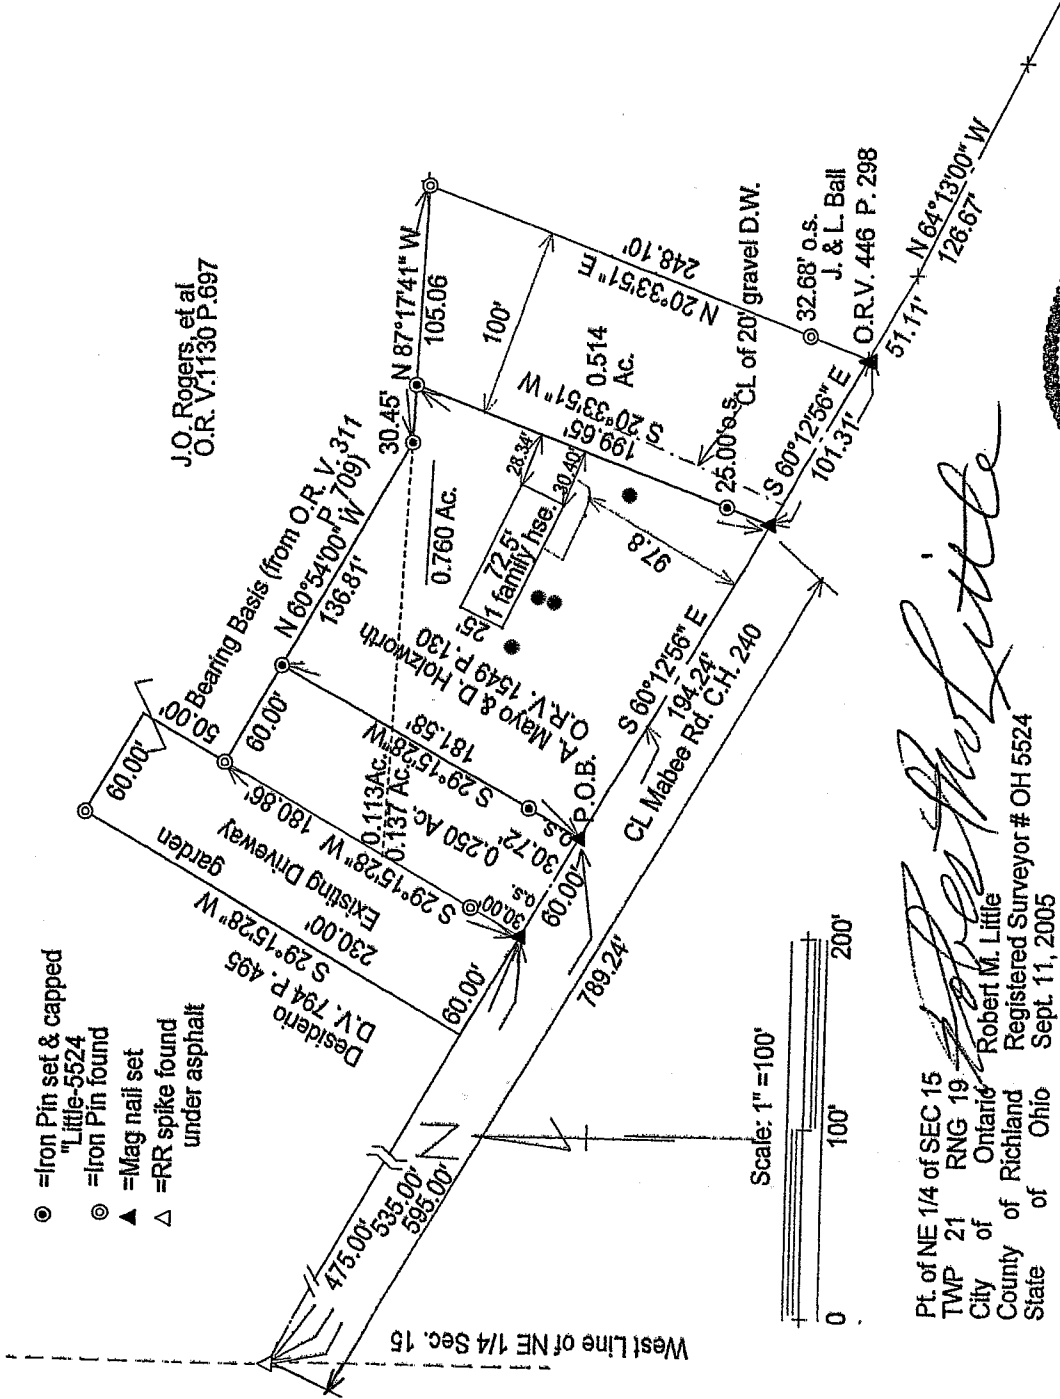 J.O. Rogers, et al
O.R. V.1130 P.697
=Iron Pin set & capped
"Little-5524
=Iron Pin found
=Mag nail set
=RR spike found
under asphalt
N 87°17'41" W
105.06
30.45'
100'
N 20°33'51" E
248.10'
S 20°33'51" W
199.65'
0.514
Ac.
CL of 20' gravel D.W.
32.68' o.s.
J. & L. Ball
O.R.V. 446 P. 298
N 64°13'00" W
126.67'
51.11'
S 60°12'56" E
101.31'
25.00'o.s.
28.34'
30.40'
97.8
72.5'
1 family hse.
25'
0.760 Ac.
Bearing Basis (from O.R. V. 311
P. 709)
N 60°54'00" W
136.81'
50.00'
60.00'
60.00'
A. Mayo & D. Holzworth
O.R.V. 1549 P.130
S 29°15'28" W
181.58'
0.113Ac.
0.137 Ac.
0.250 Ac.
30.72'
o.s.
P.O.B.
S 60°12'56" E
194.24'
CL Mabee Rd. C.H. 240
S 29°15'28" W 180.86'
Existing Driveway
garden
30.00'
o.s.
60.00'
230.00'
S 29°15'28" W
Desiderio
D.V. 794 P. 495
60.00'
789.24'
475.00'
535.00'
595.00'
N
West Line of NE 1/4 Sec. 15
Scale: 1" =100'
0 100' 200'
Pt. of NE 1/4 of SEC 15
TWP 21 RNG 19
City of Ontario
County of Richland
State of Ohio
Robert M. Little
Robert M. Little
Registered Surveyor # OH 5524
Sept. 11, 2005